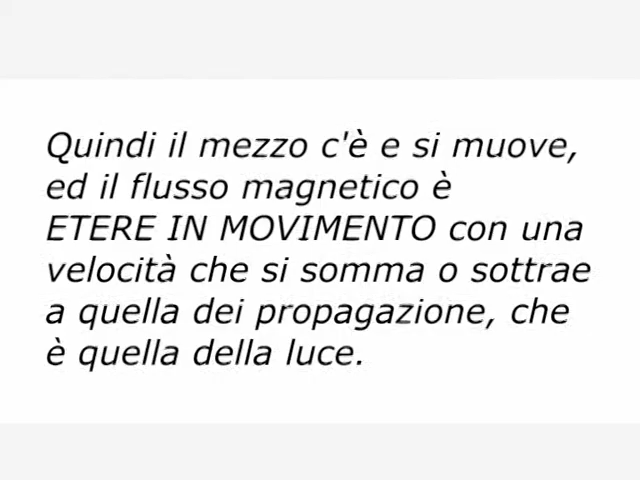 Quindi il mezzo c'è e si muove,
ed il flusso magnetico è
ETERE IN MOVIMENTO con una
velocità che si somma o sottrae
a quella dei propagazione, che
è quella della luce.